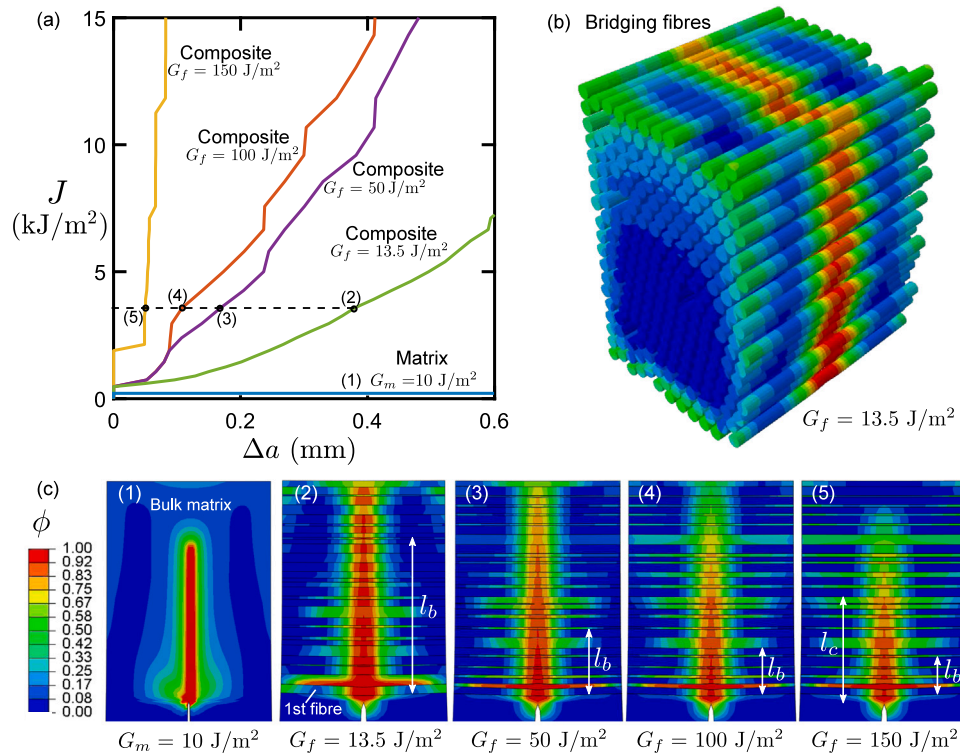 (a)
15
10
5
0
J
(kJ/m²)
Composite
G_f = 150 J/m²
Composite
G_f = 100 J/m²
Composite
G_f = 50 J/m²
Composite
G_f = 13.5 J/m²
(5)
(4)
(3)
(2)
Matrix
(1) G_m =10 J/m²
0 0.2 0.4 0.6
Δa (mm)
(b) Bridging fibres
G_f = 13.5 J/m²
(c)
ϕ
1.00
0.92
0.83
0.75
0.67
0.58
0.50
0.42
0.33
0.25
0.17
0.08
0.00
(1)
Bulk matrix
G_m = 10 J/m²
(2)
l_b
1st fibre
G_f = 13.5 J/m²
(3)
l_b
G_f = 50 J/m²
(4)
l_b
G_f = 100 J/m²
(5)
l_c
l_b
G_f = 150 J/m²